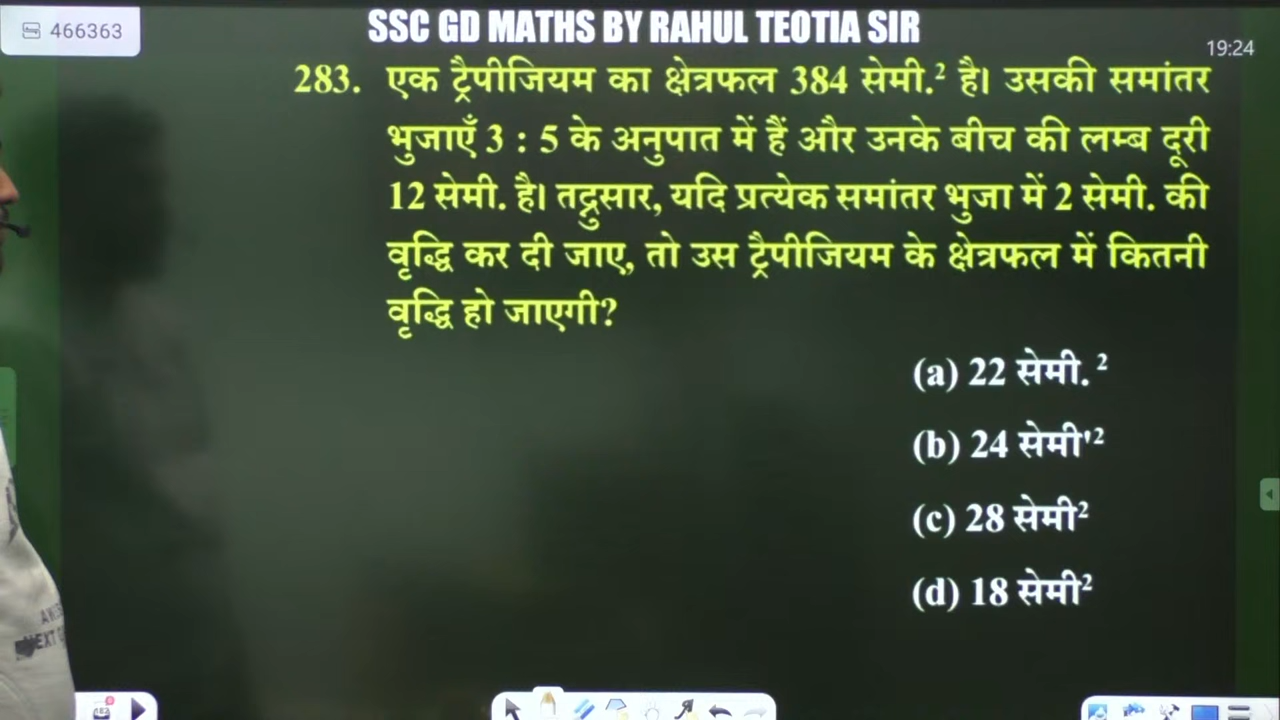 466363
SSC GD MATHS BY RAHUL TEOTIA SIR
19:24
283. एक ट्रैपीजियम का क्षेत्रफल 384 सेमी.² है। उसकी समांतर
भुजाएँ 3 : 5 के अनुपात में हैं और उनके बीच की लम्ब दूरी
12 सेमी. है। तद्नुसार, यदि प्रत्येक समांतर भुजा में 2 सेमी. की
वृद्धि कर दी जाए, तो उस ट्रैपीजियम के क्षेत्रफल में कितनी
वृद्धि हो जाएगी?
(a) 22 सेमी. ²
(b) 24 सेमी'²
(c) 28 सेमी²
(d) 18 सेमी²